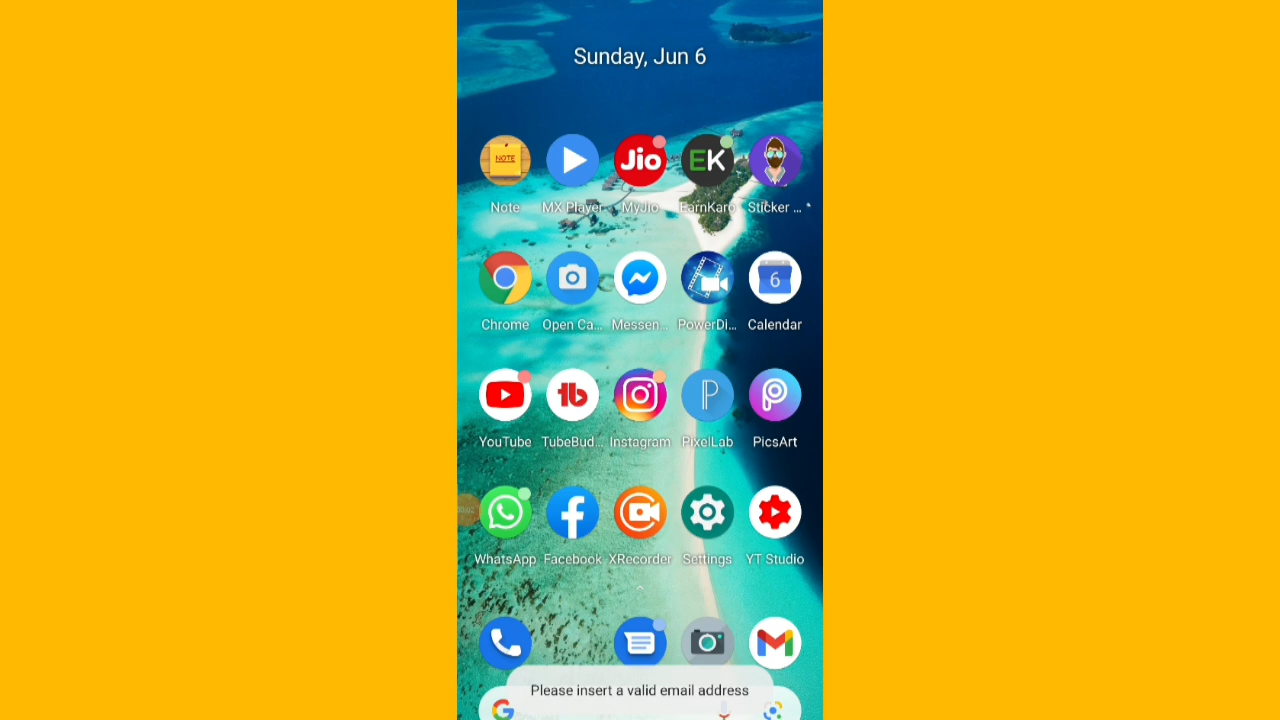 Sunday, Jun 6
NOTE
Jio
EK
Note
MX Player
MyJio
EarnKaro
Sticker ...
6
Chrome
Open Ca...
Messen...
PowerDi...
Calendar
YouTube
TubeBud...
Instagram
PixelLab
PicsArt
WhatsApp
Facebook
XRecorder
Settings
YT Studio
Please insert a valid email address